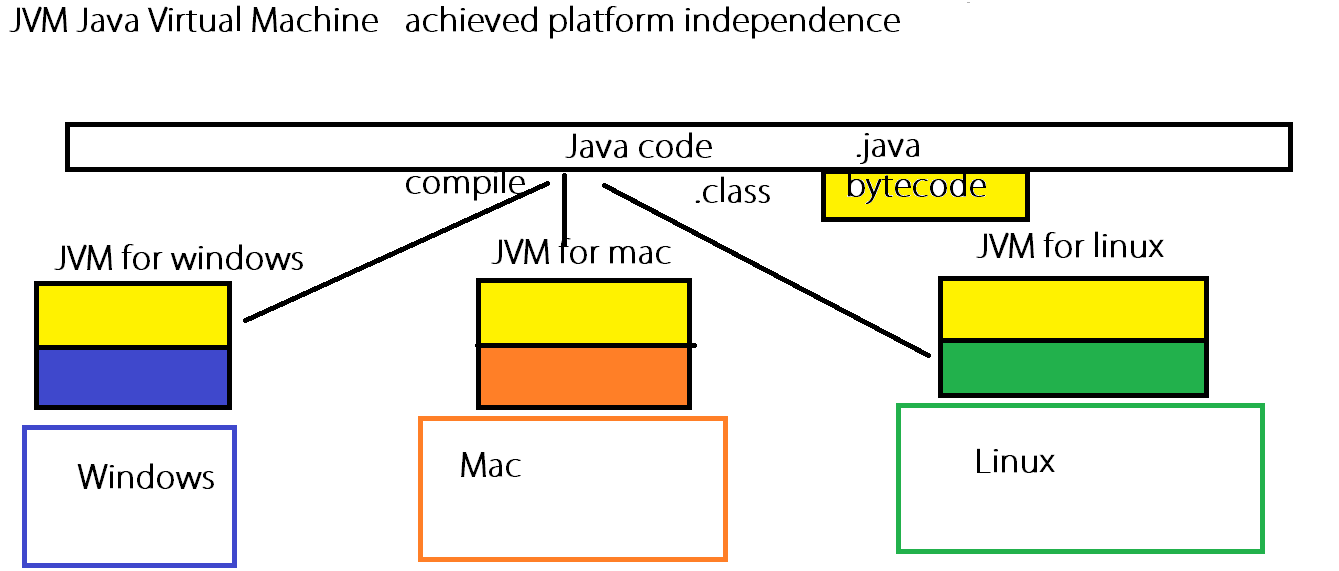 JVM Java Virtual Machine achieved platform independence
Java code .java
compile .class bytecode
JVM for windows JVM for mac JVM for linux
Windows Mac Linux